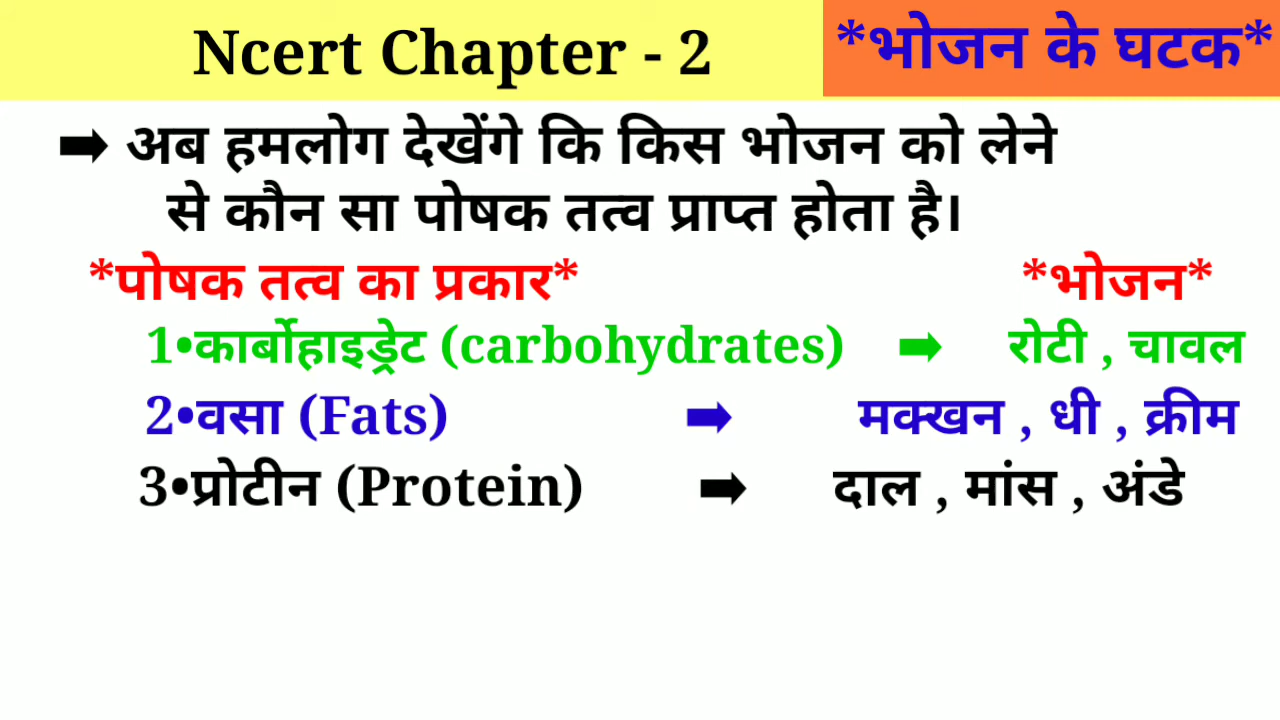 Ncert Chapter - 2
*भोजन के घटक*
➡ अब हमलोग देखेंगे कि किस भोजन को लेने
से कौन सा पोषक तत्व प्राप्त होता है।
*पोषक तत्व का प्रकार* *भोजन*
1•कार्बोहाइड्रेट (carbohydrates) ➡ रोटी , चावल
2•वसा (Fats) ➡ मक्खन , धी , क्रीम
3•प्रोटीन (Protein) ➡ दाल , मांस , अंडे